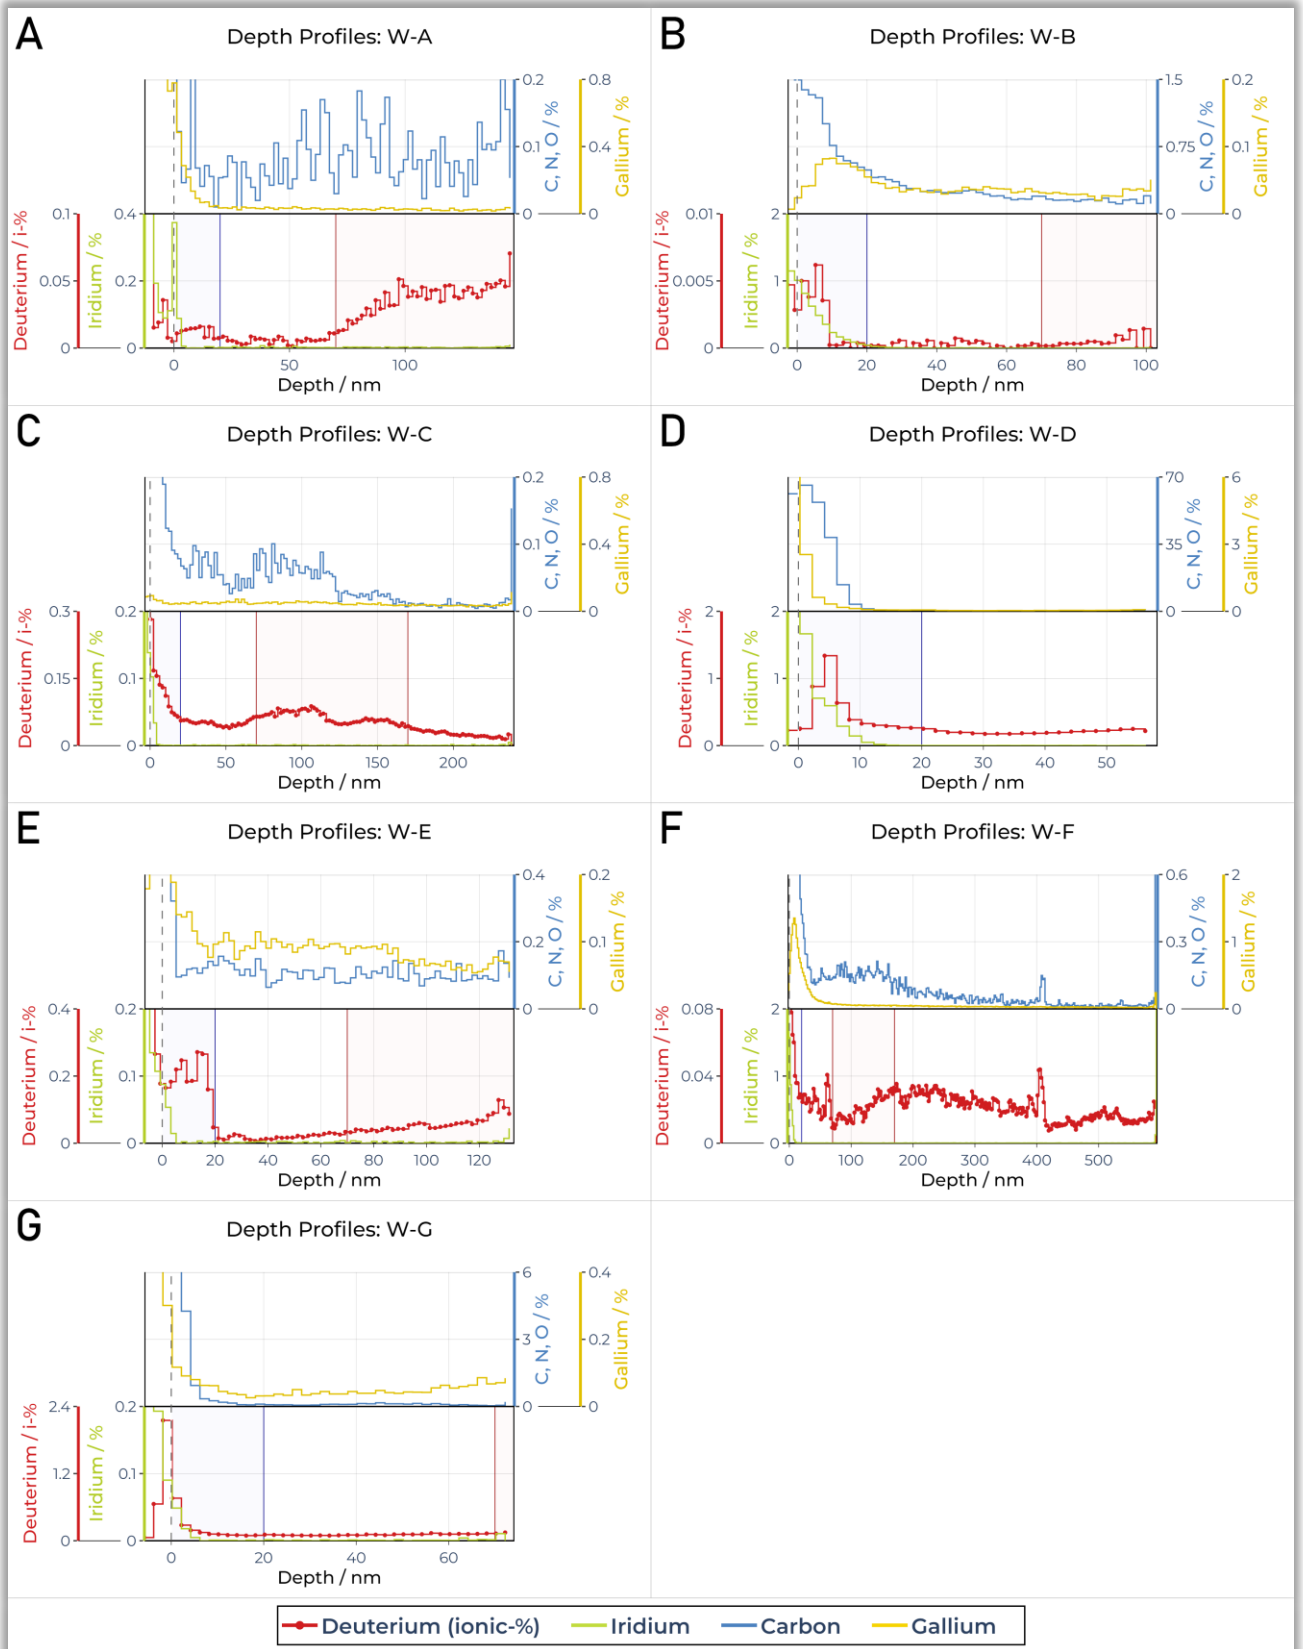 A
Depth Profiles: W-A
0.2
0.8
0.1
0.4
0
0
C, N, O / %
Gallium / %
0.1
0.4
0.05
0.2
0
0
Deuterium / i-%
Iridium / %
0
50
100
Depth / nm
B
Depth Profiles: W-B
1.5
0.2
0.75
0.1
0
0
C, N, O / %
Gallium / %
0.01
2
0.005
1
0
0
Deuterium / i-%
Iridium / %
0
20
40
60
80
100
Depth / nm
C
Depth Profiles: W-C
0.2
0.8
0.1
0.4
0
0
C, N, O / %
Gallium / %
0.3
0.2
0.15
0.1
0
0
Deuterium / i-%
Iridium / %
0
50
100
150
200
Depth / nm
D
Depth Profiles: W-D
70
6
35
3
0
0
C, N, O / %
Gallium / %
2
2
1
1
0
0
Deuterium / i-%
Iridium / %
0
10
20
30
40
50
Depth / nm
E
Depth Profiles: W-E
0.4
0.2
0.2
0.1
0
0
C, N, O / %
Gallium / %
0.4
0.2
0.2
0.1
0
0
Deuterium / i-%
Iridium / %
0
20
40
60
80
100
120
Depth / nm
F
Depth Profiles: W-F
0.6
2
0.3
1
0
0
C, N, O / %
Gallium / %
0.08
2
0.04
1
0
0
Deuterium / i-%
Iridium / %
0
100
200
300
400
500
Depth / nm
G
Depth Profiles: W-G
6
0.4
3
0.2
0
0
C, N, O / %
Gallium / %
2.4
0.2
1.2
0.1
0
0
Deuterium / i-%
Iridium / %
0
20
40
60
Depth / nm
Deuterium (ionic-%) Iridium Carbon Gallium